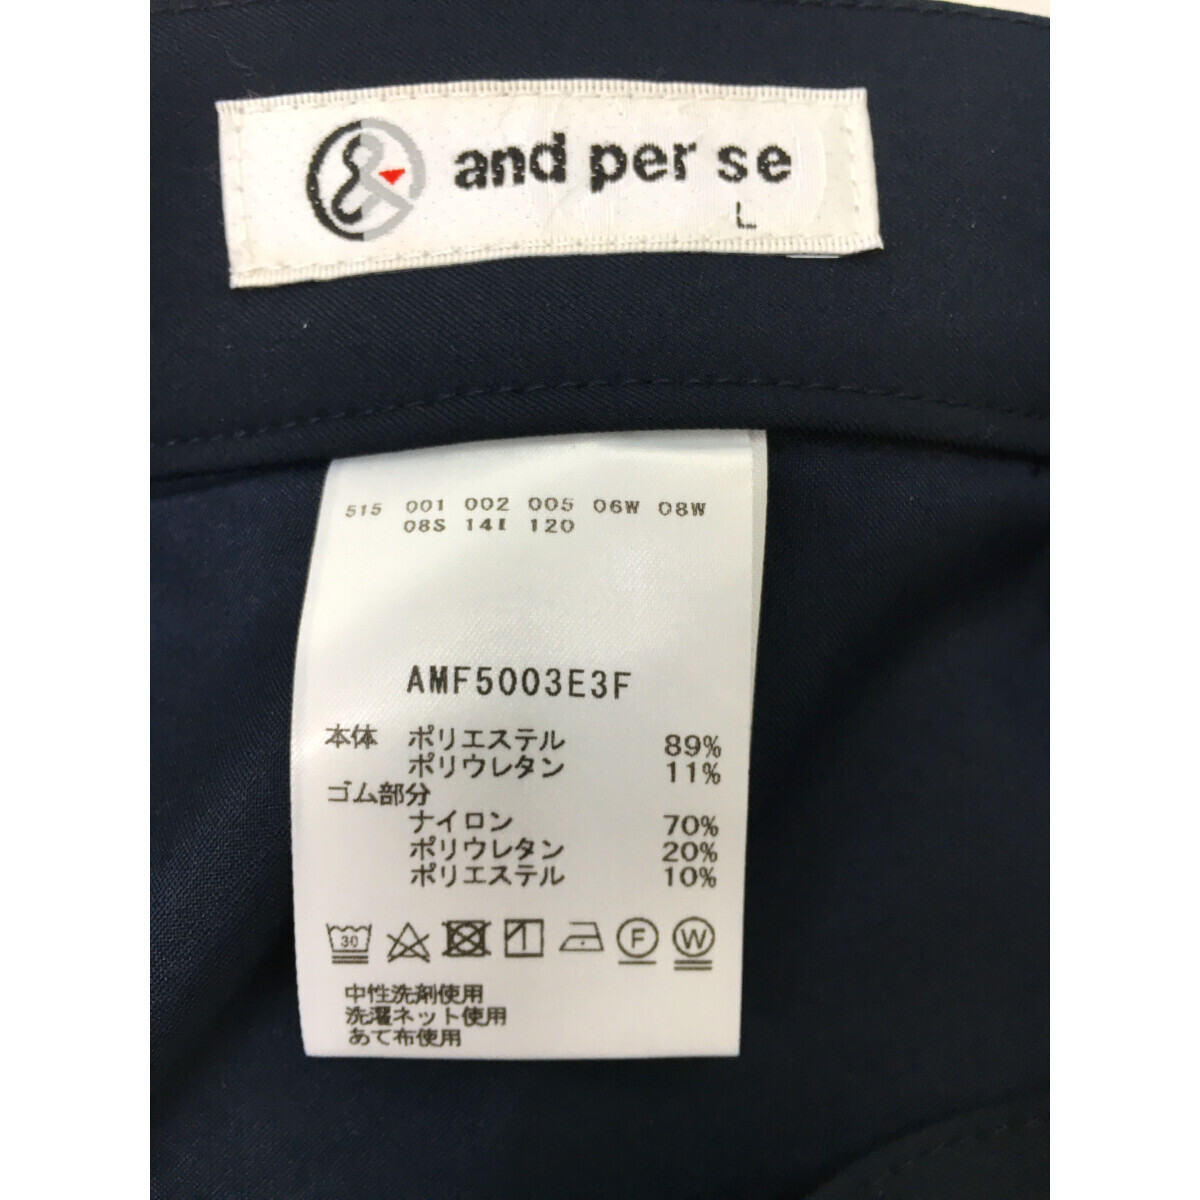 and per se
L
515 001 002 005 06W 08W
08S 14I 120
AMF5003E3F
本体 ポリエステル 89%
ポリウレタン 11%
ゴム部分
ナイロン 70%
ポリウレタン 20%
ポリエステル 10%
30 F W
中性洗剤使用
洗濯ネット使用
あて布使用